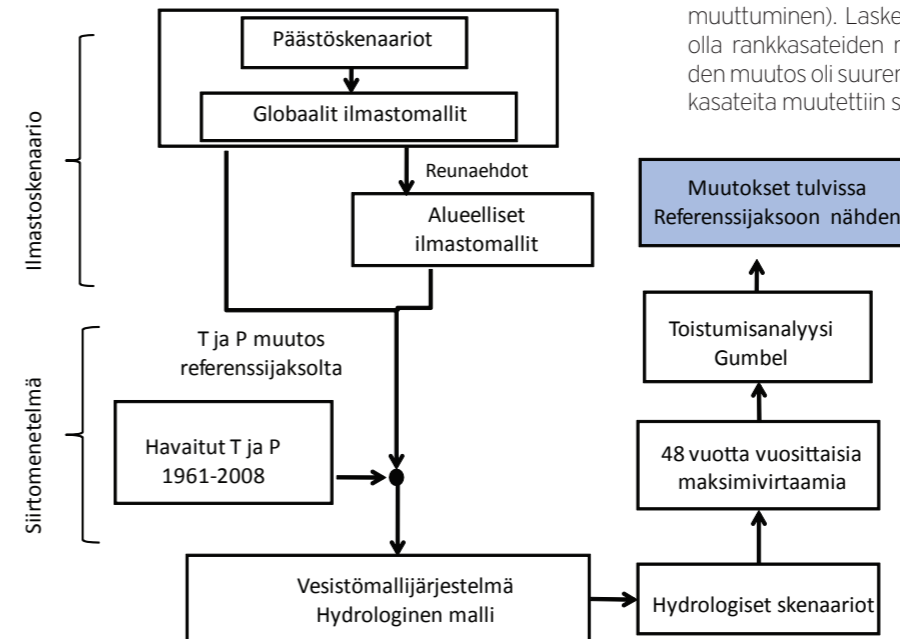 muuttuminen). Laske
olla rankkasateiden
den muutos oli suure
kasateita muutettiin s
Päästöskenaariot
Globaalit ilmastomallit
Reunaehdot
Alueelliset
ilmastomallit
Ilmastoskenaario
T ja P muutos
referenssijaksolta
Havaitut T ja P
1961-2008
Siirtomenetelmä
Vesistömallijärjestelmä
Hydrologinen malli
Hydrologiset skenaariot
48 vuotta vuosittaisia
maksimivirtaamia
Toistumisanalyysi
Gumbel
Muutokset tulvissa
Referenssijaksoon nähden